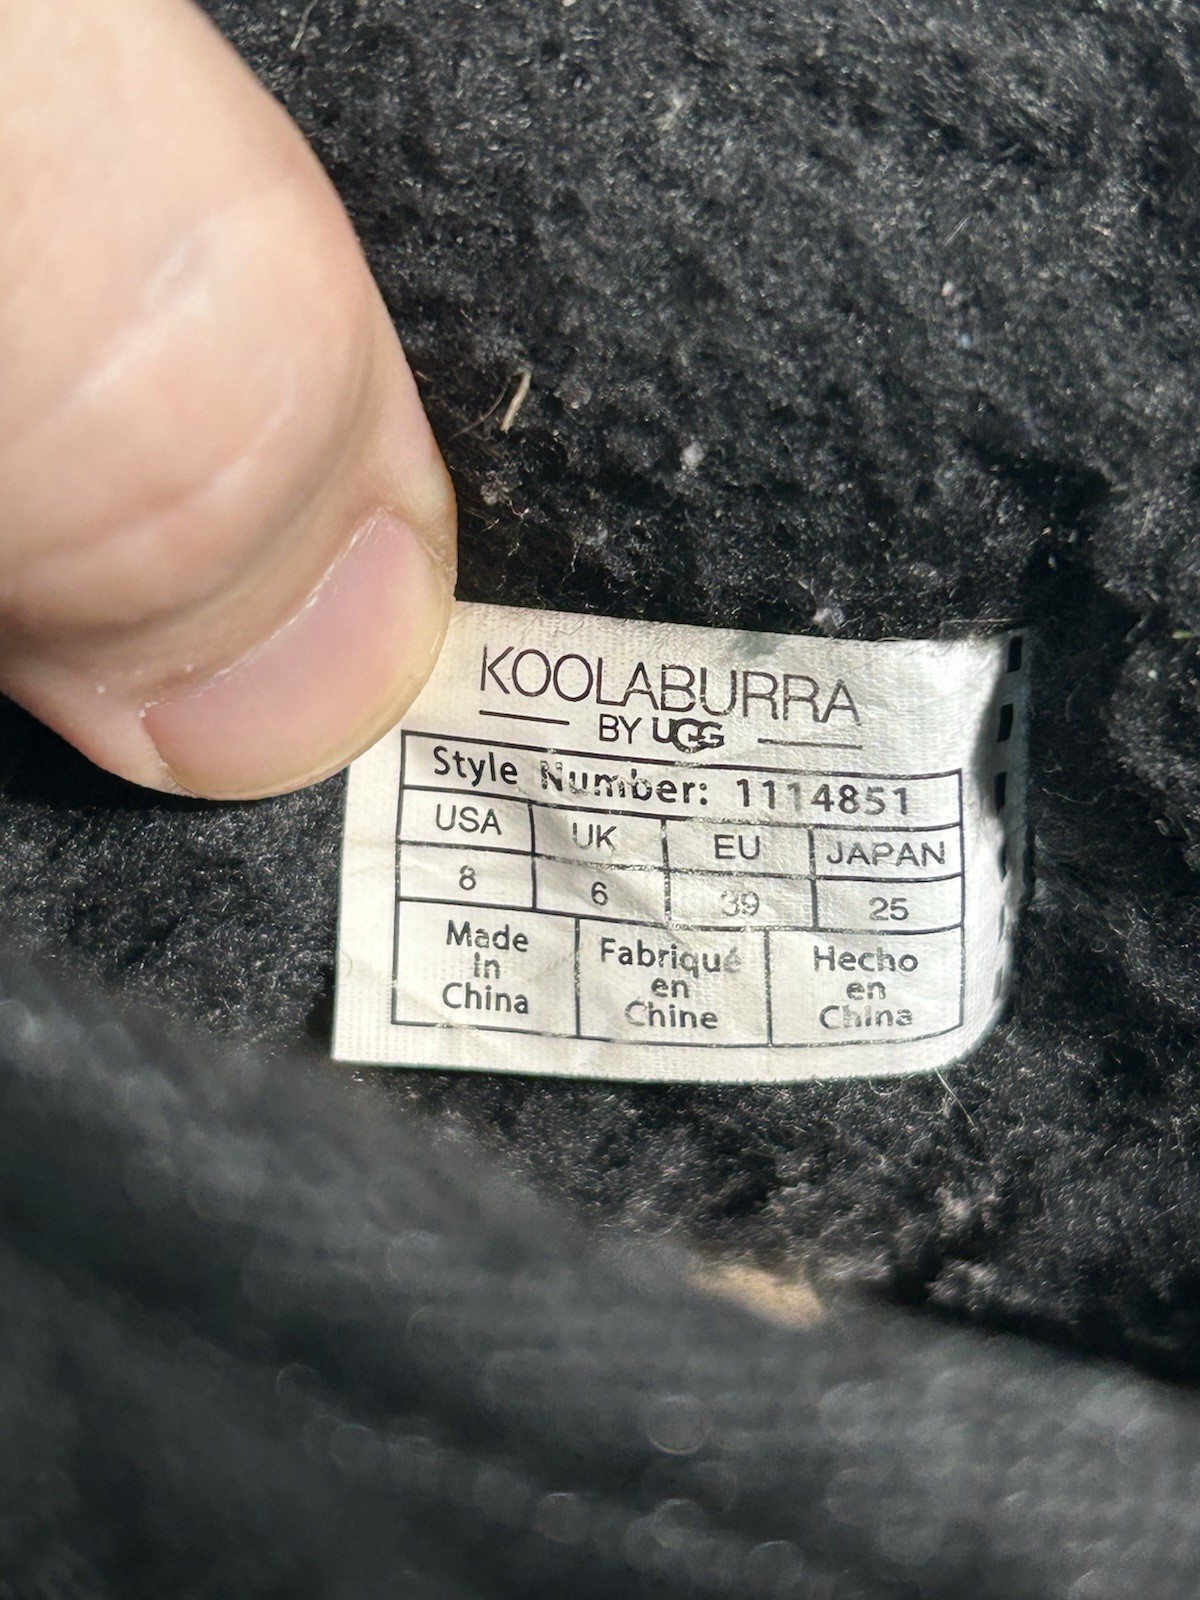 KOOLABURRA
BY UGG
Style Number: 1114851
USA UK EU JAPAN
8 6 39 25
Made Fabriqué Hecho
In en en
China Chine China